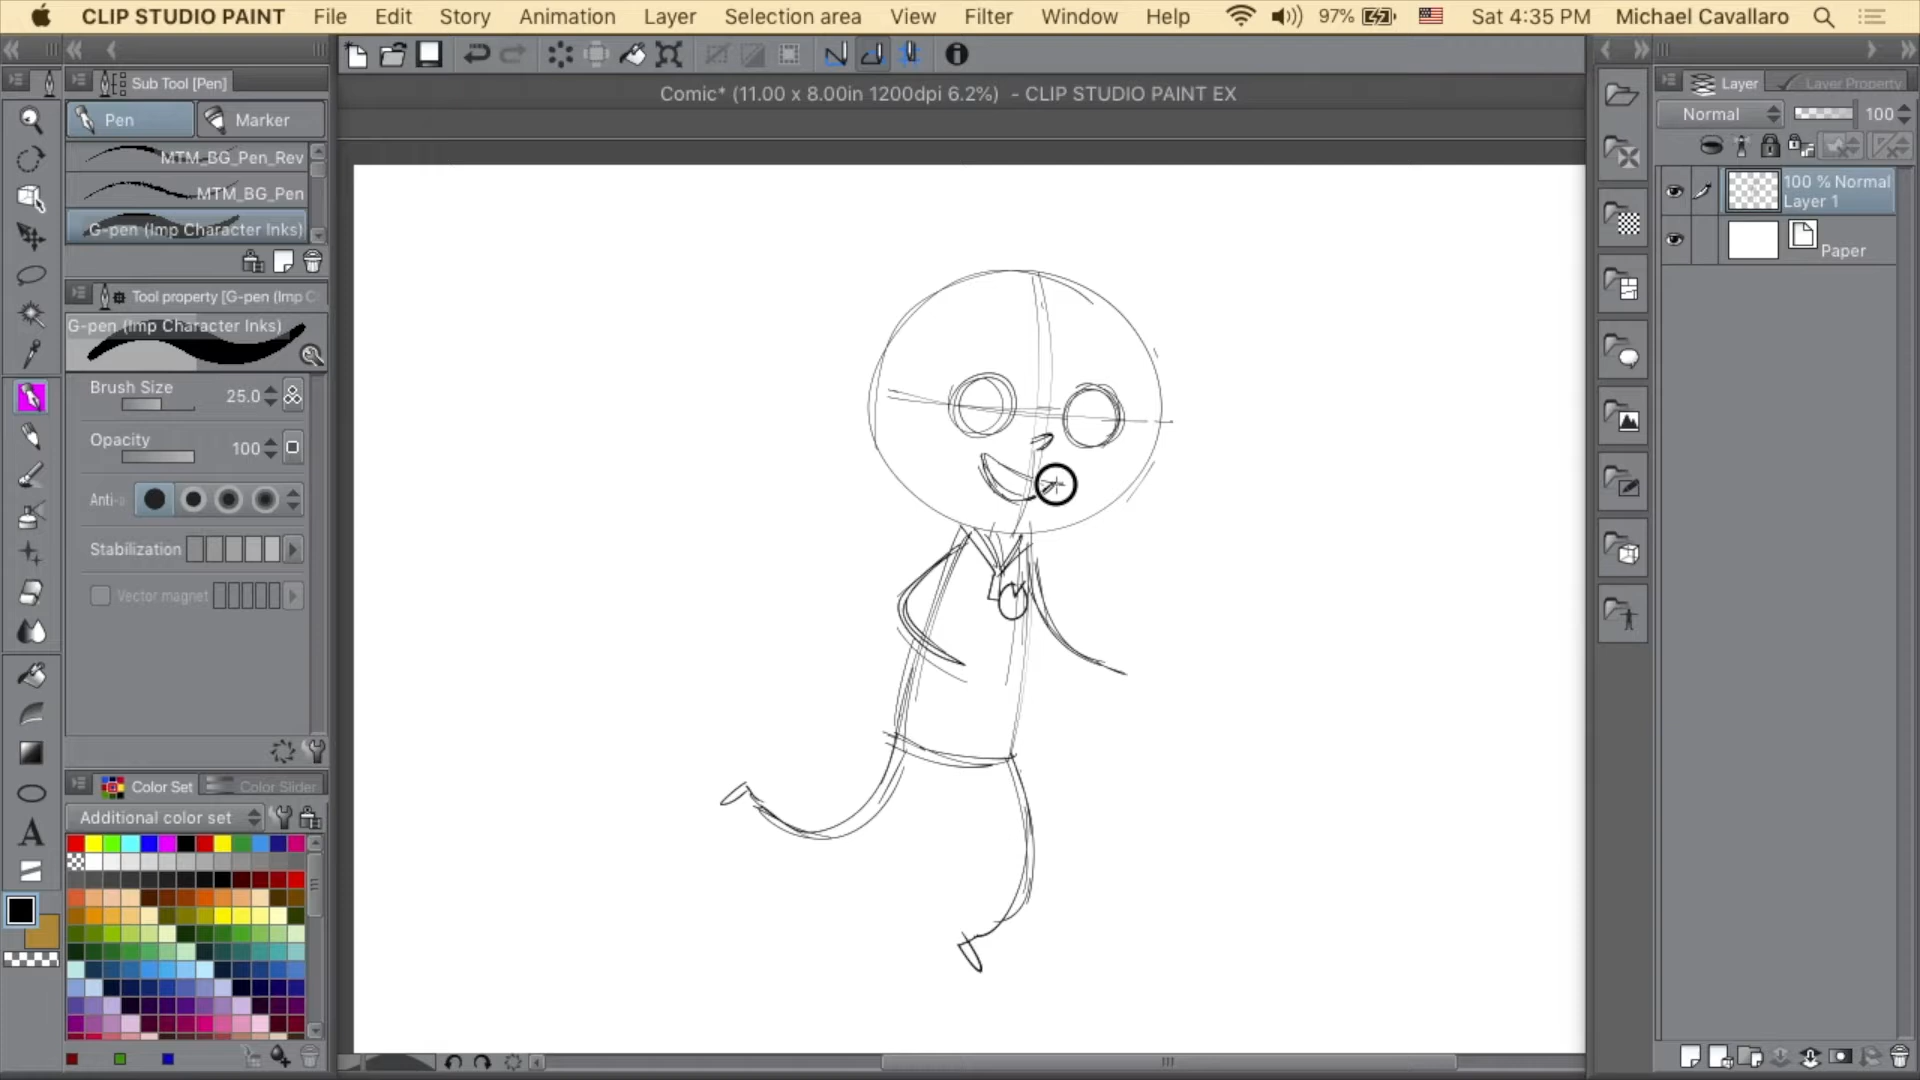 CLIP STUDIO PAINT File Edit Story Animation Layer Selection area View Filter Window Help 97% Sat 4:35 PM Michael Cavallaro
Sub Tool [Pen]
Pen Marker
MTM_BG_Pen_Rev
MTM_BG_Pen
G-pen (Imp Character Inks)
Tool property [G-pen (Imp C
G-pen (Imp Character Inks)
Brush Size 25.0
Opacity 100
Anti-a
Stabilization
Vector magnet
Color Set Color Slider
Additional color set
A
Comic* (11.00 x 8.00in 1200dpi 6.2%) - CLIP STUDIO PAINT EX
Layer Layer Property
Normal 100
100 % Normal
Layer 1
Paper